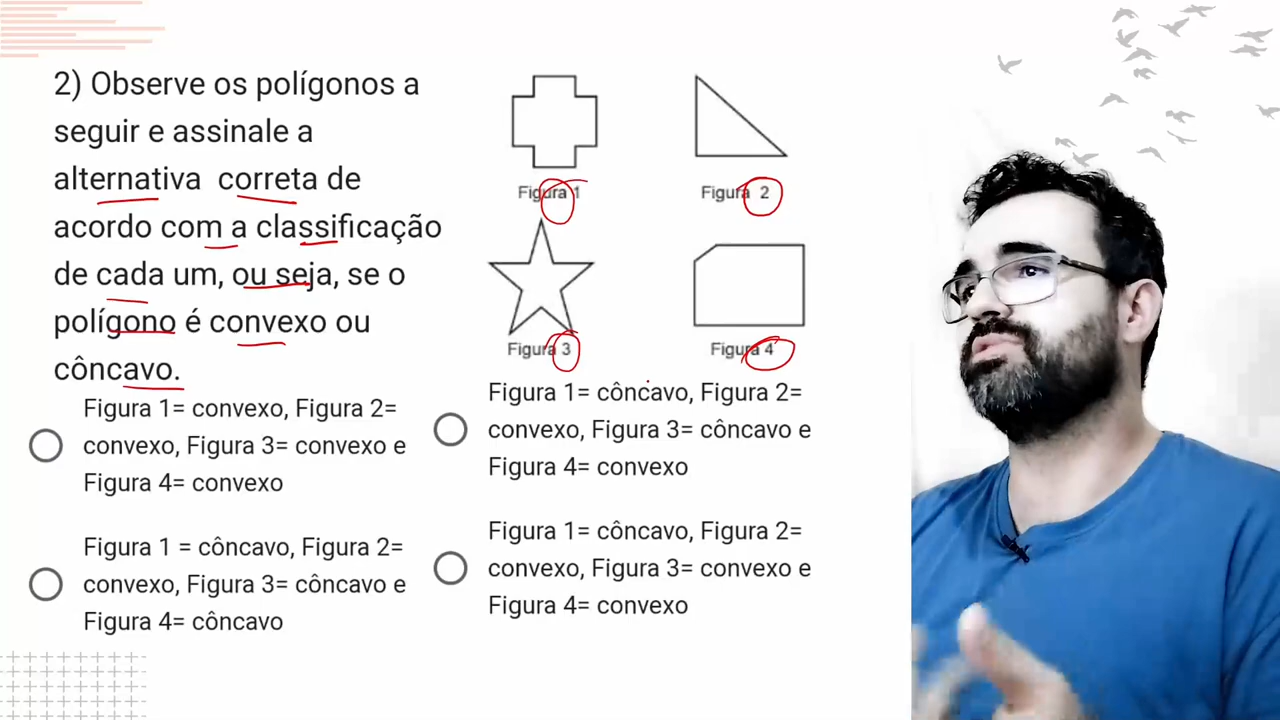 2) Observe os polígonos a
seguir e assinale a
alternativa correta de
acordo com a classificação
de cada um, ou seja, se o
polígono é convexo ou
côncavo.
Figura 1
Figura 2
Figura 3
Figura 4
Figura 1= convexo, Figura 2=
convexo, Figura 3= convexo e
Figura 4= convexo
Figura 1= côncavo, Figura 2=
convexo, Figura 3= côncavo e
Figura 4= convexo
Figura 1 = côncavo, Figura 2=
convexo, Figura 3= côncavo e
Figura 4= côncavo
Figura 1= côncavo, Figura 2=
convexo, Figura 3= convexo e
Figura 4= convexo